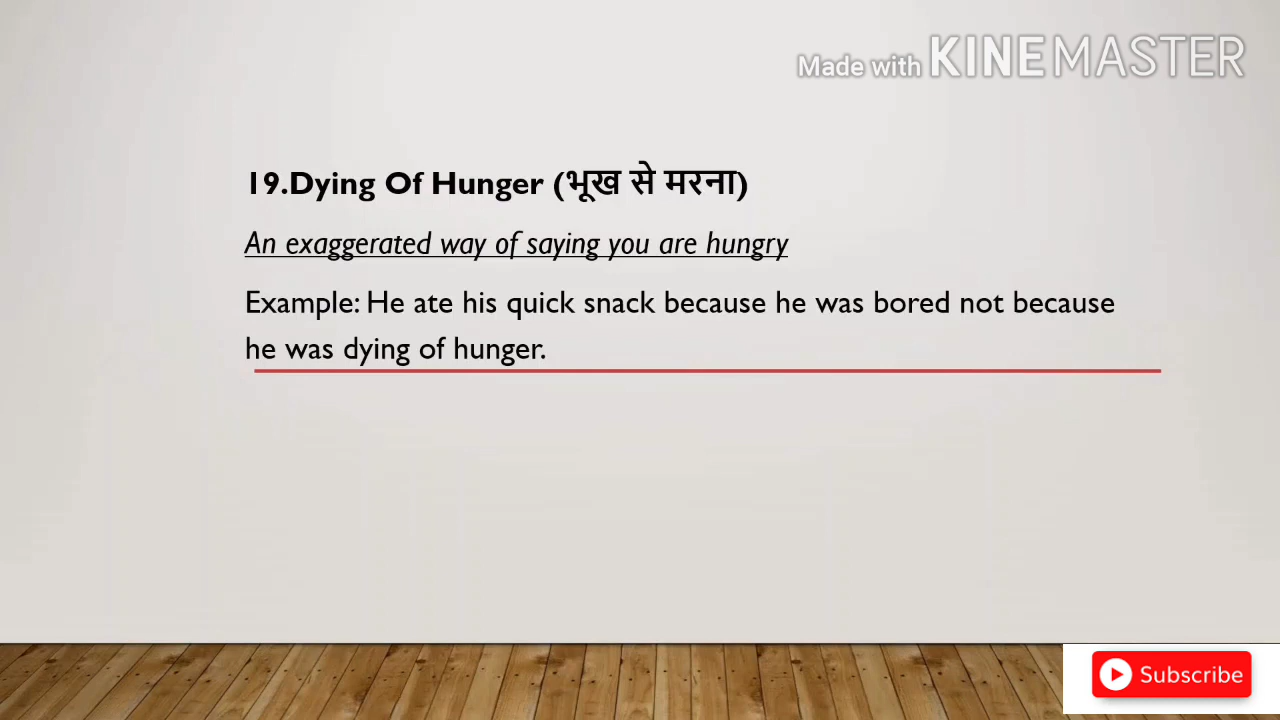 Made with KINEMASTER
19.Dying Of Hunger (भूख से मरना)
An exaggerated way of saying you are hungry
Example: He ate his quick snack because he was bored not because
he was dying of hunger.
Subscribe